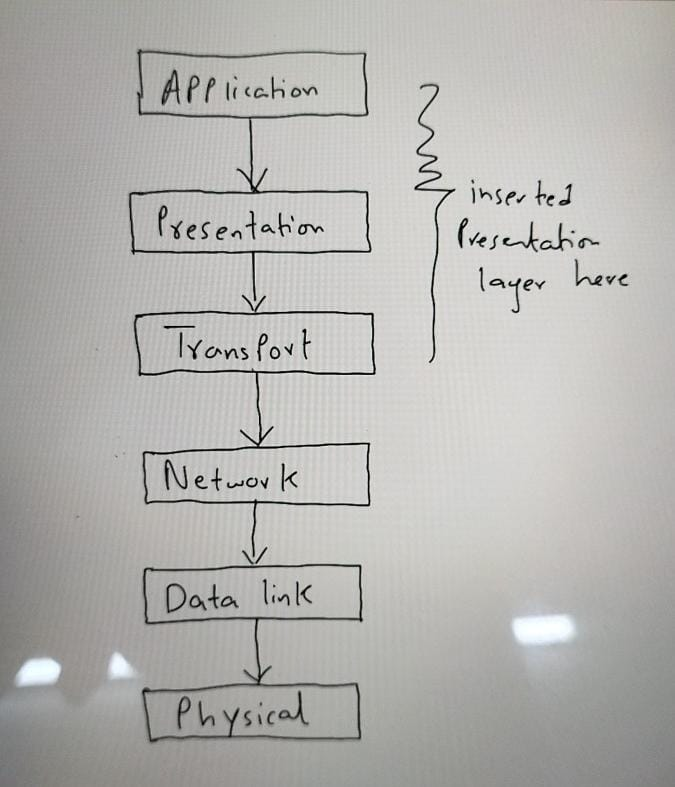 Application
Presentation
inserted
Presentation
layer here
Transport
Network
Data link
Physical